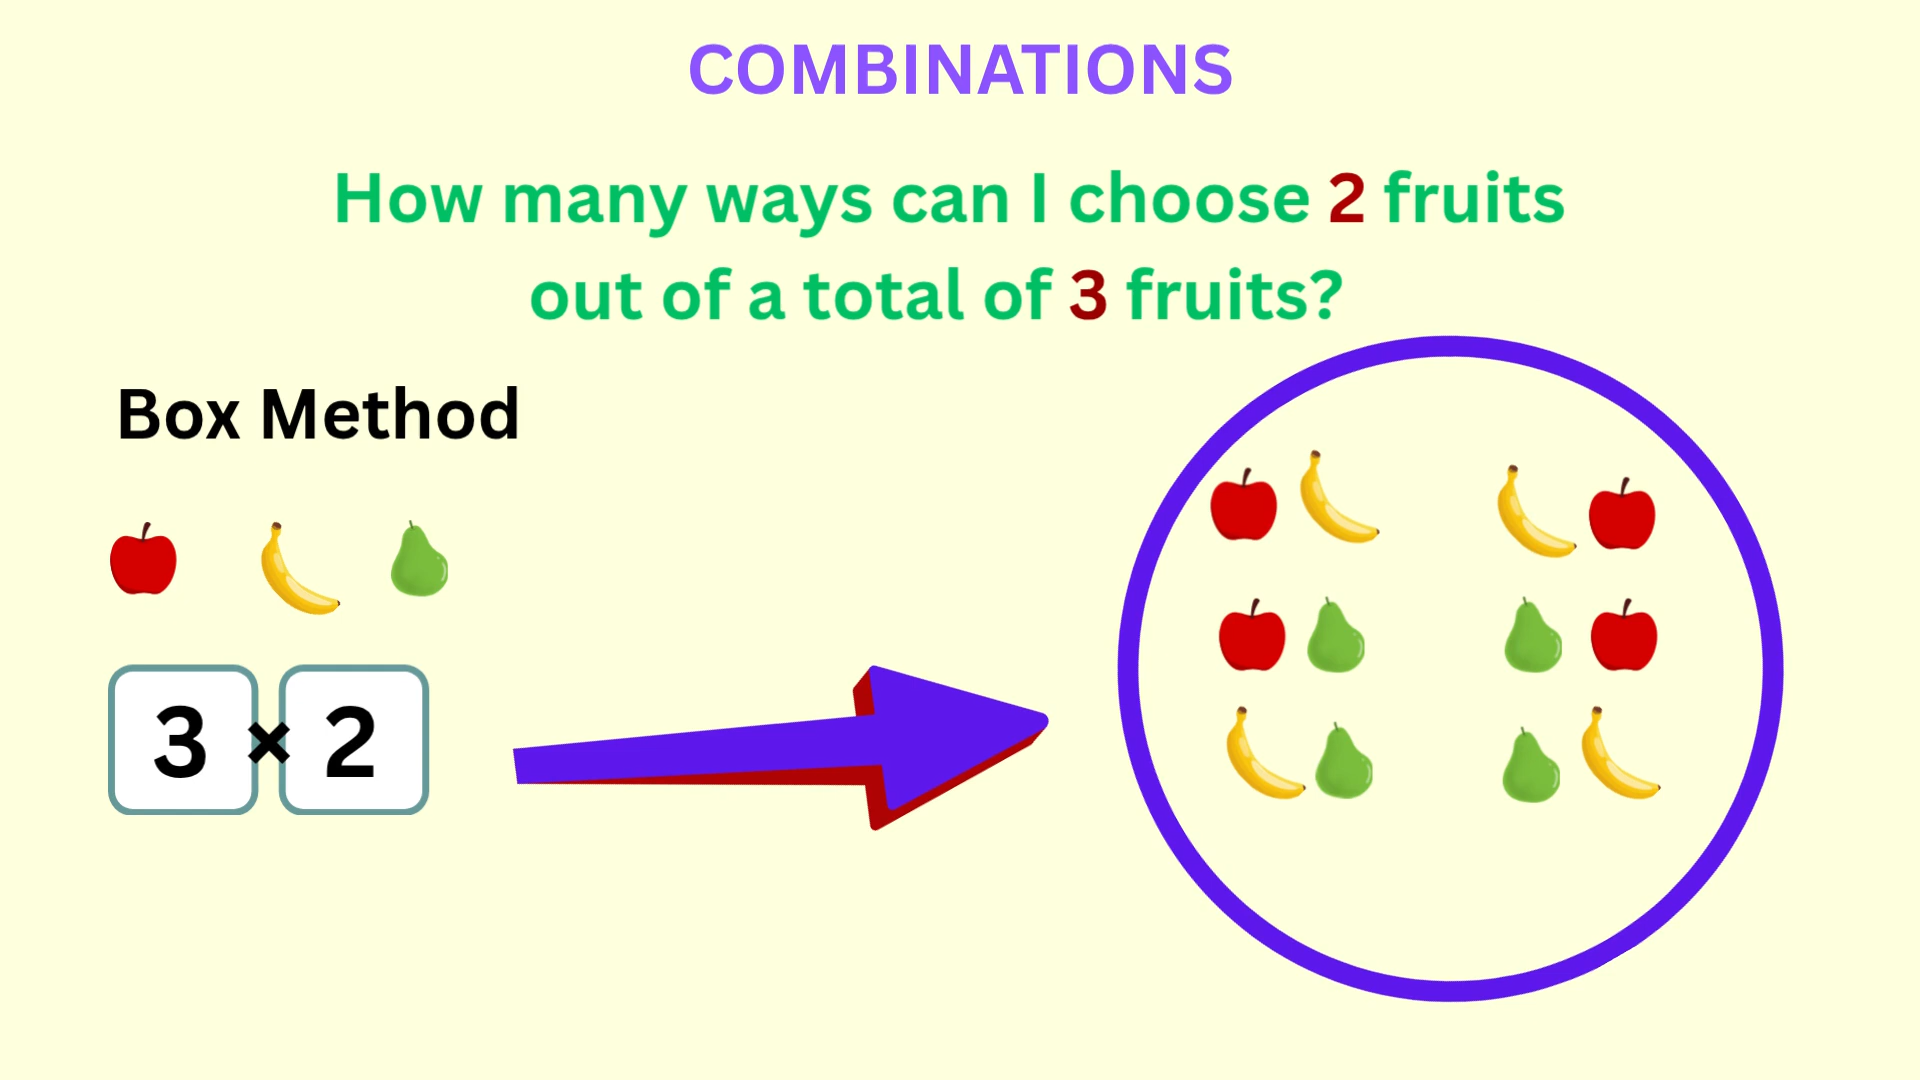 COMBINATIONS
How many ways can I choose 2 fruits
out of a total of 3 fruits?
Box Method
3 × 2